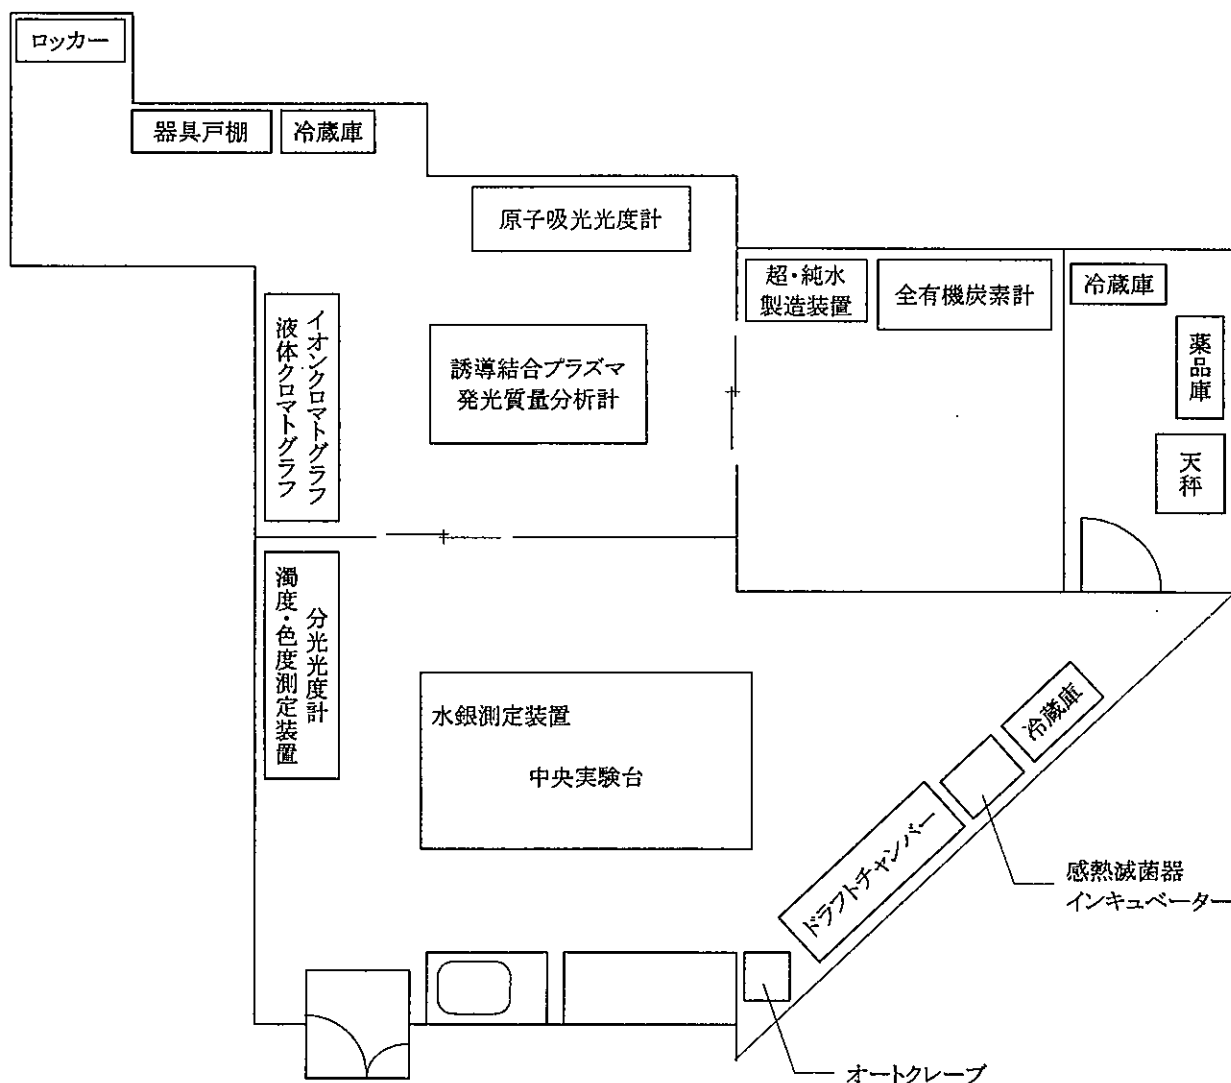 ロッカー
器具戸棚
冷蔵庫
原子吸光光度計
超・純水
製造装置
全有機炭素計
冷蔵庫
薬品庫
天秤
イオンクロマトグラフ
液体クロマトグラフ
誘導結合プラズマ
発光質量分析計
分光光度計
濁度・色度測定装置
水銀測定装置
中央実験台
冷蔵庫
ドラフトチャンバー
感熱滅菌器
インキュベーター
オートクレーブ